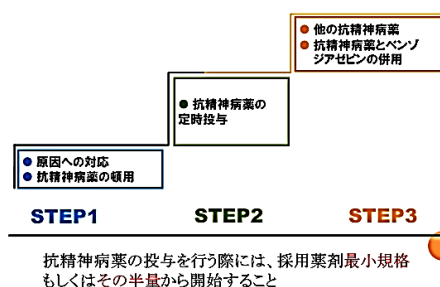 ● 他の抗精神病薬
● 抗精神病薬とベンゾ
ジアゼピンの併用
● 抗精神病薬の
定時投与
● 原因への対応
● 抗精神病薬の頓用
STEP1
STEP2
STEP3
抗精神病薬の投与を行う際には、採用薬剤最小規格
もしくはその半量から開始すること